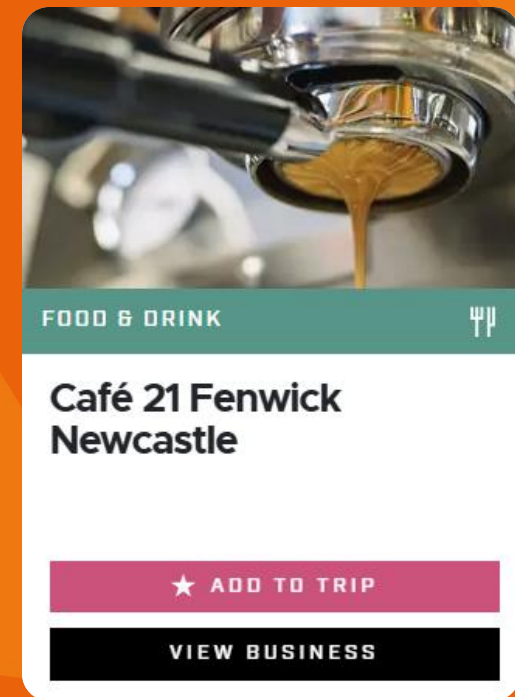 FOOD & DRINK
Café 21 Fenwick
Newcastle
★ ADD TO TRIP
VIEW BUSINESS